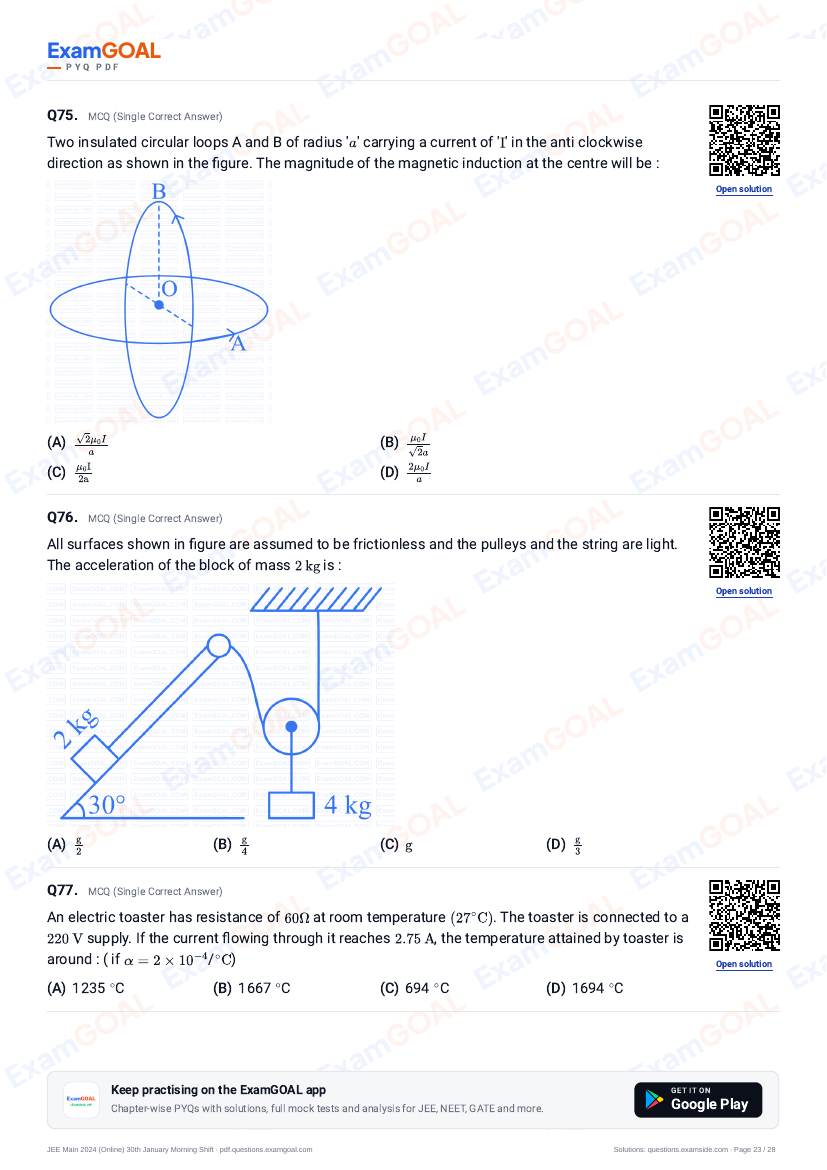 ExamGOAL
PYQ PDF
Q75. MCQ (Single Correct Answer)
Two insulated circular loops A and B of radius 'a' carrying a current of 'I' in the anti clockwise
direction as shown in the figure. The magnitude of the magnetic induction at the centre will be :
Open solution
B
O
A
(A) √2μ₀I/a
(B) μ₀I/√2a
(C) μ₀I/2a
(D) 2μ₀I/a
Q76. MCQ (Single Correct Answer)
All surfaces shown in figure are assumed to be frictionless and the pulleys and the string are light.
The acceleration of the block of mass 2 kg is :
Open solution
2 kg
30°
4 kg
(A) g/2
(B) g/4
(C) g
(D) g/3
Q77. MCQ (Single Correct Answer)
An electric toaster has resistance of 60Ω at room temperature (27°C). The toaster is connected to a
220 V supply. If the current flowing through it reaches 2.75 A, the temperature attained by toaster is
around : ( if α = 2 × 10⁻⁴/°C)
Open solution
(A) 1235 °C
(B) 1667 °C
(C) 694 °C
(D) 1694 °C
ExamGOAL
Keep practising on the ExamGOAL app
Chapter-wise PYQs with solutions, full mock tests and analysis for JEE, NEET, GATE and more.
GET IT ON
Google Play
JEE Main 2024 (Online) 30th January Morning Shift · pdf.questions.examgoal.com
Solutions: questions.examside.com · Page 23 / 28